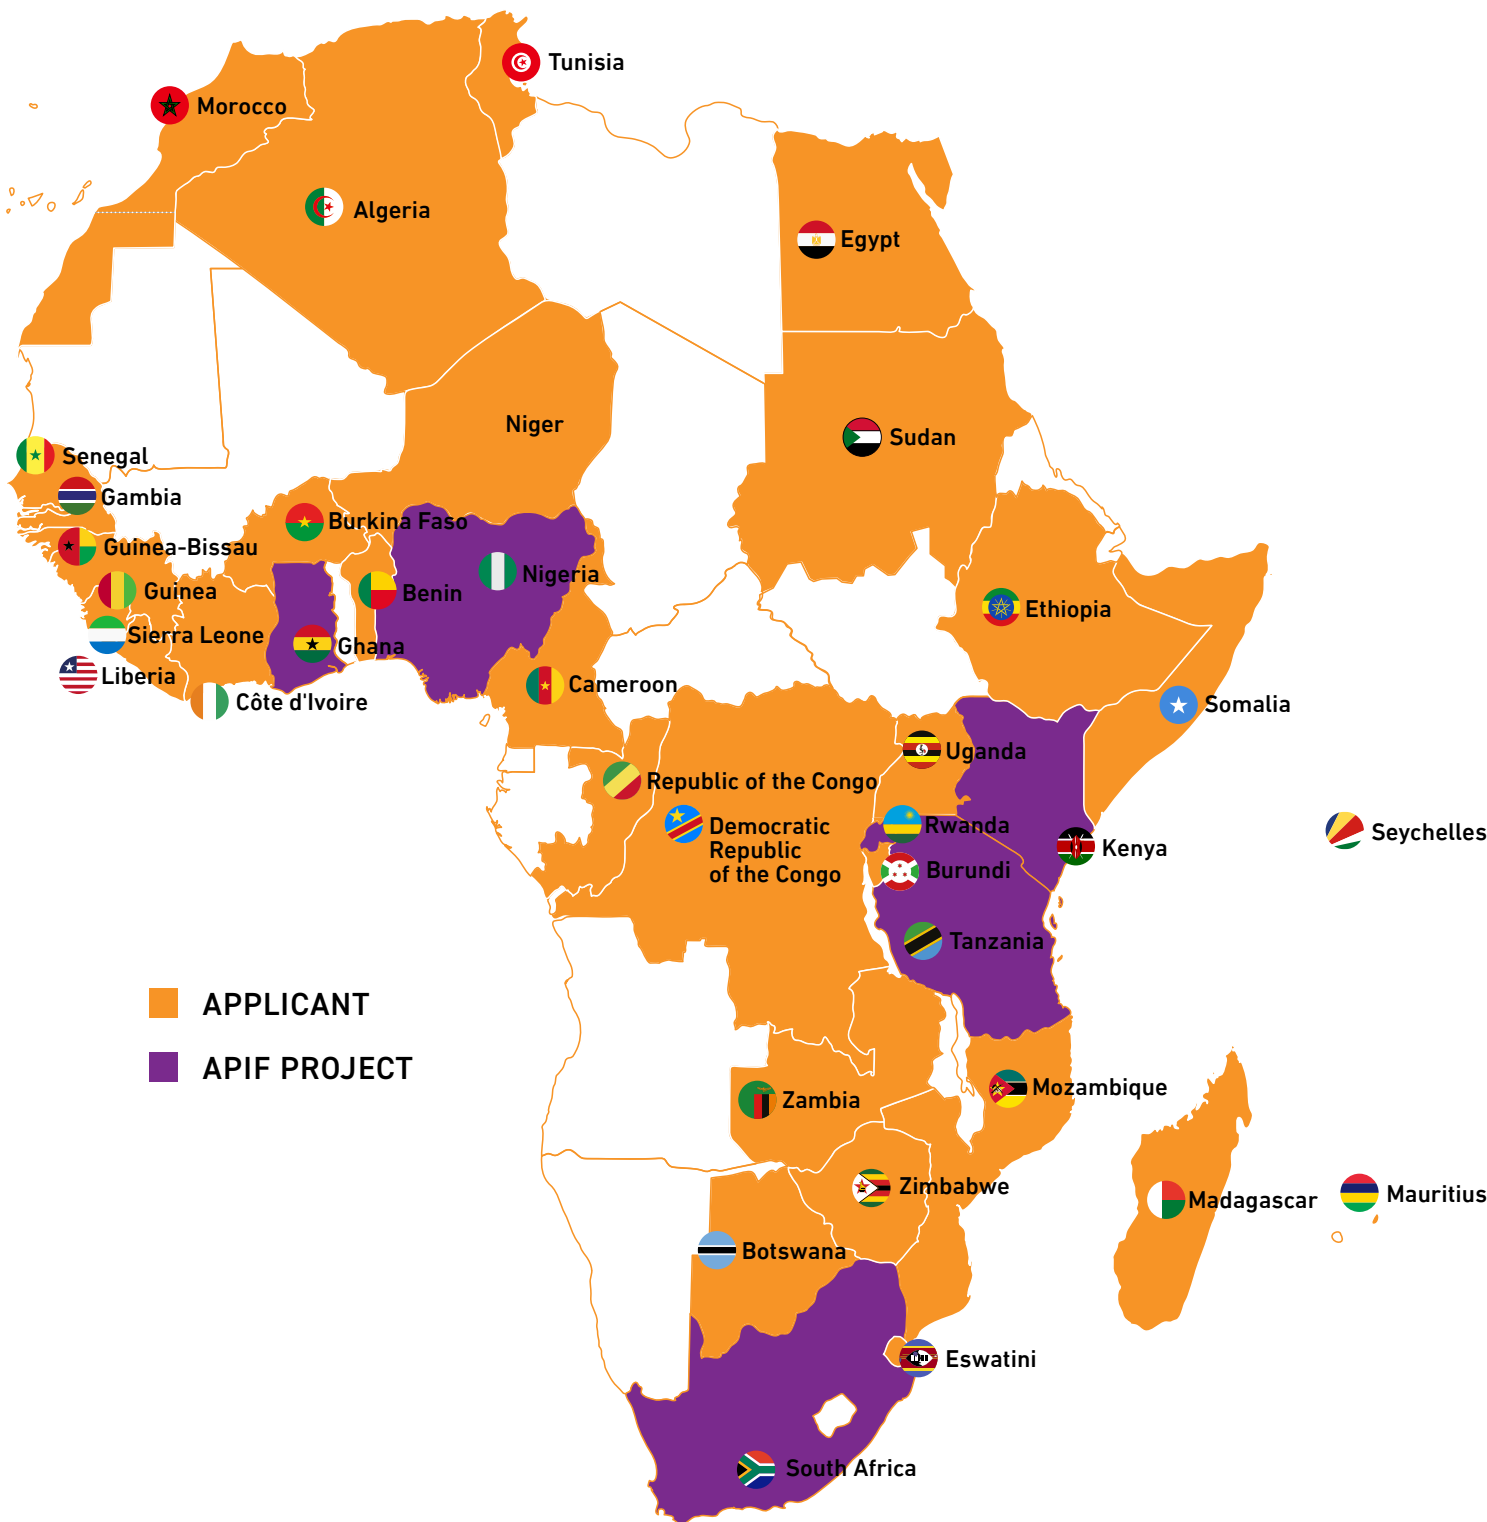 Tunisia
Morocco
Algeria
Egypt
Niger
Sudan
Senegal
Gambia
Burkina Faso
Guinea-Bissau
Nigeria
Guinea
Benin
Ethiopia
Sierra Leone
Ghana
Liberia
Cameroon
Côte d'Ivoire
Somalia
Uganda
Republic of the Congo
Democratic
Republic
of the Congo
Rwanda
Seychelles
Kenya
Burundi
Tanzania
APPLICANT
APIF PROJECT
Mozambique
Zambia
Zimbabwe
Madagascar
Mauritius
Botswana
Eswatini
South Africa